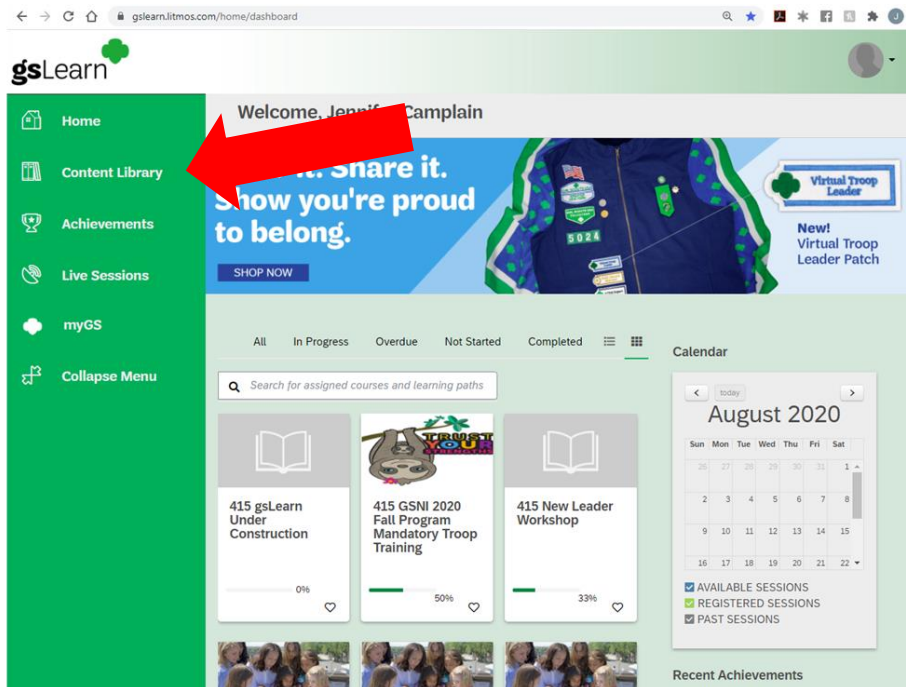 gslearn.litmos.com/home/dashboard
gsLearn
Home
Content Library
Achievements
Live Sessions
myGS
Collapse Menu
Welcome, Jennifer Camplain
it. Share it.
Show you're proud
to belong.
SHOP NOW
5024
Virtual Troop
Leader
New!
Virtual Troop
Leader Patch
All In Progress Overdue Not Started Completed
Search for assigned courses and learning paths
415 gsLearn
Under
Construction
0%
TRUST
YOUR
STRENGTHS
415 GSNI 2020
Fall Program
Mandatory Troop
Training
50%
415 New Leader
Workshop
33%
Calendar
today
August 2020
Sun Mon Tue Wed Thu Fri Sat
26 27 28 29 30 31 1
2 3 4 5 6 7 8
9 10 11 12 13 14 15
16 17 18 19 20 21 22
AVAILABLE SESSIONS
REGISTERED SESSIONS
PAST SESSIONS
Recent Achievements